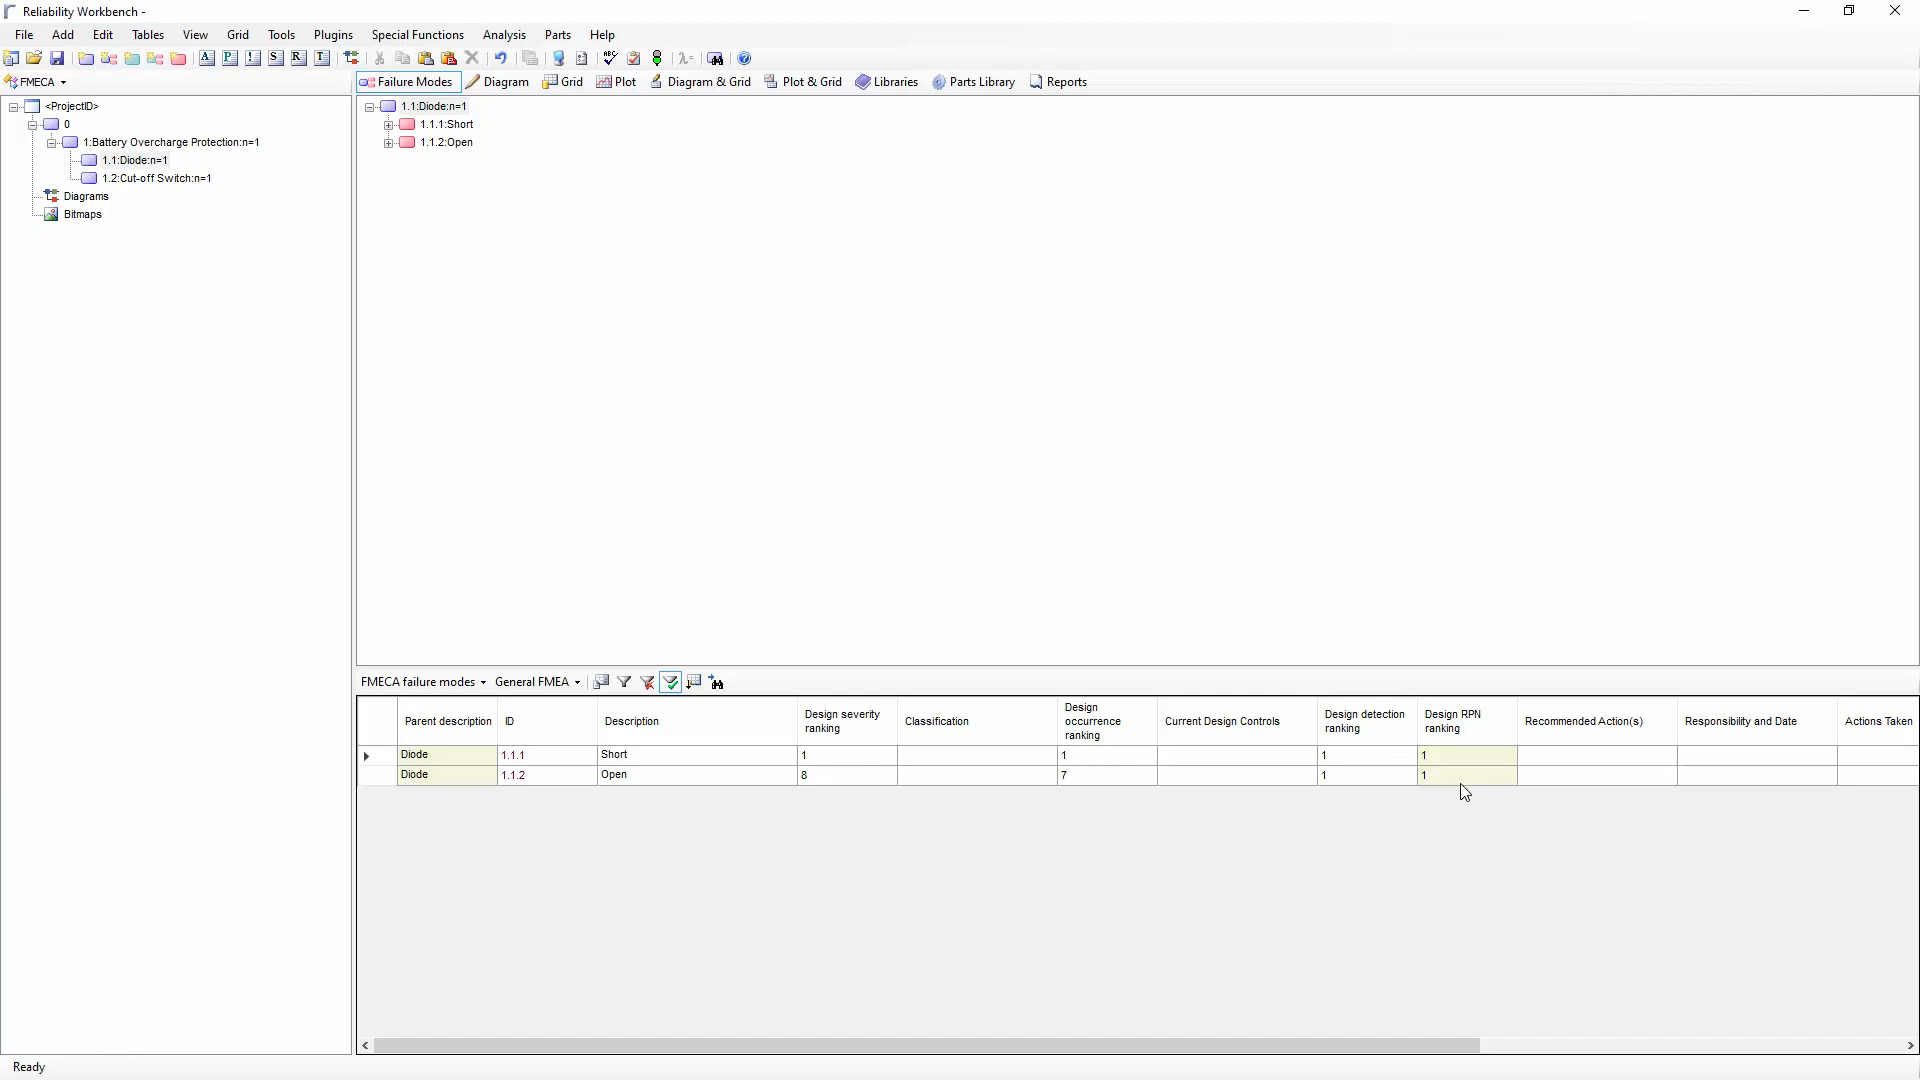 Reliability Workbench -
File Add Edit Tables View Grid Tools Plugins Special Functions Analysis Parts Help
A P I S R T ABC λ=
FMECA
Failure Modes Diagram Grid Plot Diagram & Grid Plot & Grid Libraries Parts Library Reports
<ProjectID>
0
1:Battery Overcharge Protection:n=1
1.1:Diode:n=1
1.2:Cut-off Switch:n=1
Diagrams
Bitmaps
1.1:Diode:n=1
1.1.1:Short
1.1.2:Open
FMECA failure modes General FMEA
Parent description ID Description Design severity ranking Classification Design occurrence ranking Current Design Controls Design detection ranking Design RPN ranking Recommended Action(s) Responsibility and Date Actions Taken
Diode 1.1.1 Short 1 1 1 1
Diode 1.1.2 Open 8 7 1 1
Ready